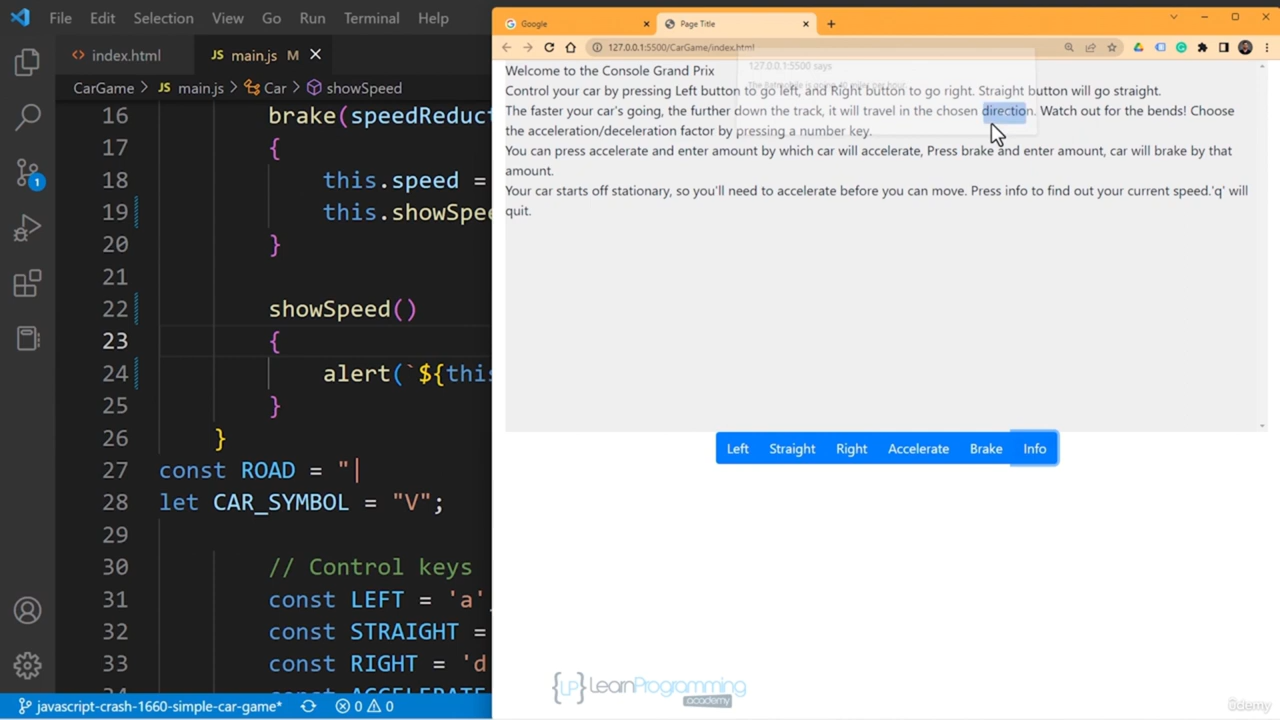 File Edit Selection View Go Run Terminal Help
index.html
main.js M
CarGame > JS main.js > Car > showSpeed
16 brake(speedReduct
17 {
18 this.speed =
19 this.showSpee
20 }
21
22 showSpeed()
23 {
24 alert(`${this
25 }
26 }
27 const ROAD = "|
28 let CAR_SYMBOL = "V";
29
30 // Control keys
31 const LEFT = 'a'
32 const STRAIGHT =
33 const RIGHT = 'd
1
javascript-crash-1660-simple-car-game* 0 0
Google
Page Title
127.0.0.1:5500/CarGame/index.html
127.0.0.1:5500 says
Welcome to the Console Grand Prix
Control your car by pressing Left button to go left, and Right button to go right. Straight button will go straight.
The faster your car's going, the further down the track, it will travel in the chosen direction. Watch out for the bends! Choose
the acceleration/deceleration factor by pressing a number key.
You can press accelerate and enter amount by which car will accelerate, Press brake and enter amount, car will brake by that
amount.
Your car starts off stationary, so you'll need to accelerate before you can move. Press info to find out your current speed.'q' will
quit.
Left Straight Right Accelerate Brake Info
{LP} LearnProgramming
academy
ûdemy